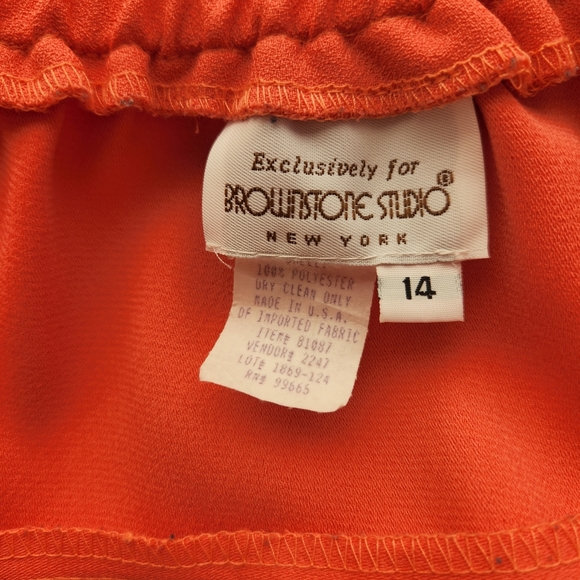 Exclusively for
BROWNSTONE STUDIO®
NEW YORK
14
100% POLYESTER
DRY CLEAN ONLY
MADE IN U.S.A.
OF IMPORTED FABRIC
ITEM# 81087
VENDOR# 2247
LOT# 1869-124
RN# 99665